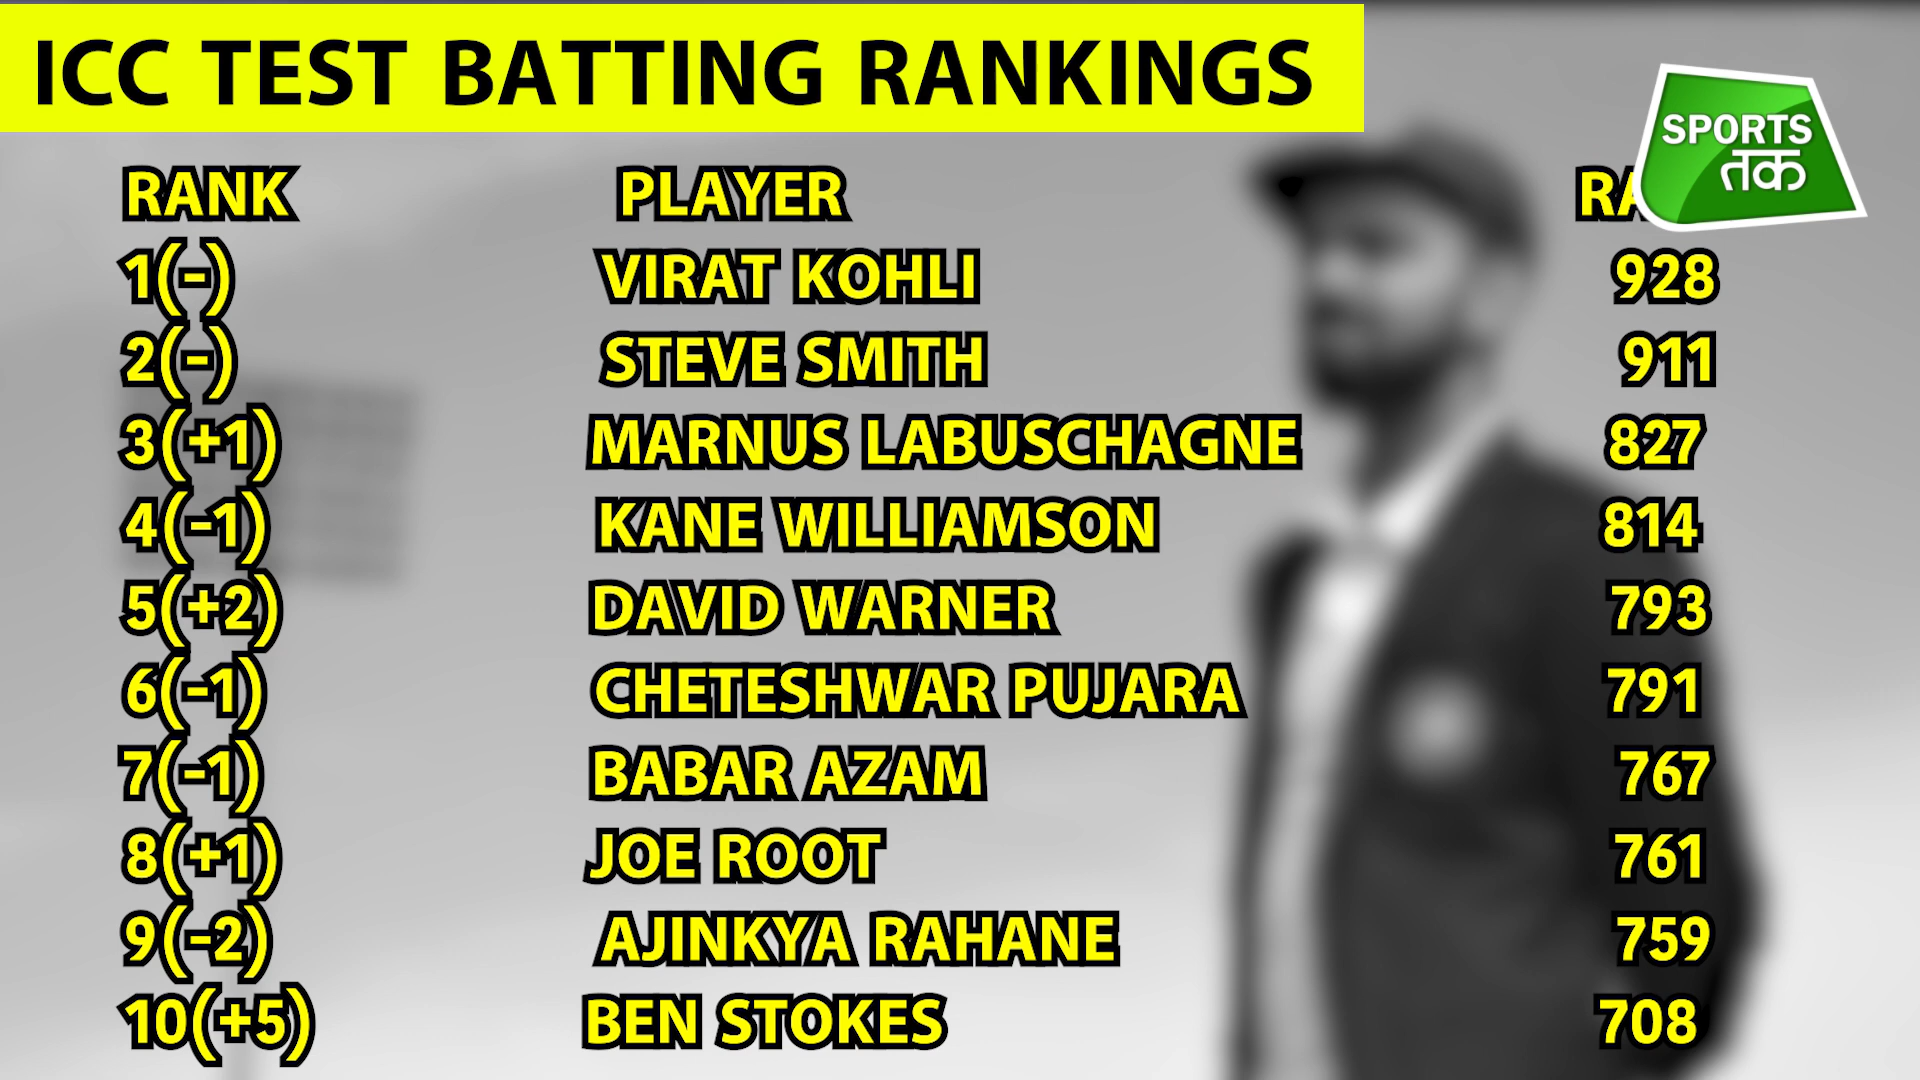 ICC TEST BATTING RANKINGS
SPORTS
तक
RANK PLAYER
1(-) VIRAT KOHLI 928
2(-) STEVE SMITH 911
3(+1) MARNUS LABUSCHAGNE 827
4(-1) KANE WILLIAMSON 814
5(+2) DAVID WARNER 793
6(-1) CHETESHWAR PUJARA 791
7(-1) BABAR AZAM 767
8(+1) JOE ROOT 761
9(-2) AJINKYA RAHANE 759
10(+5) BEN STOKES 708